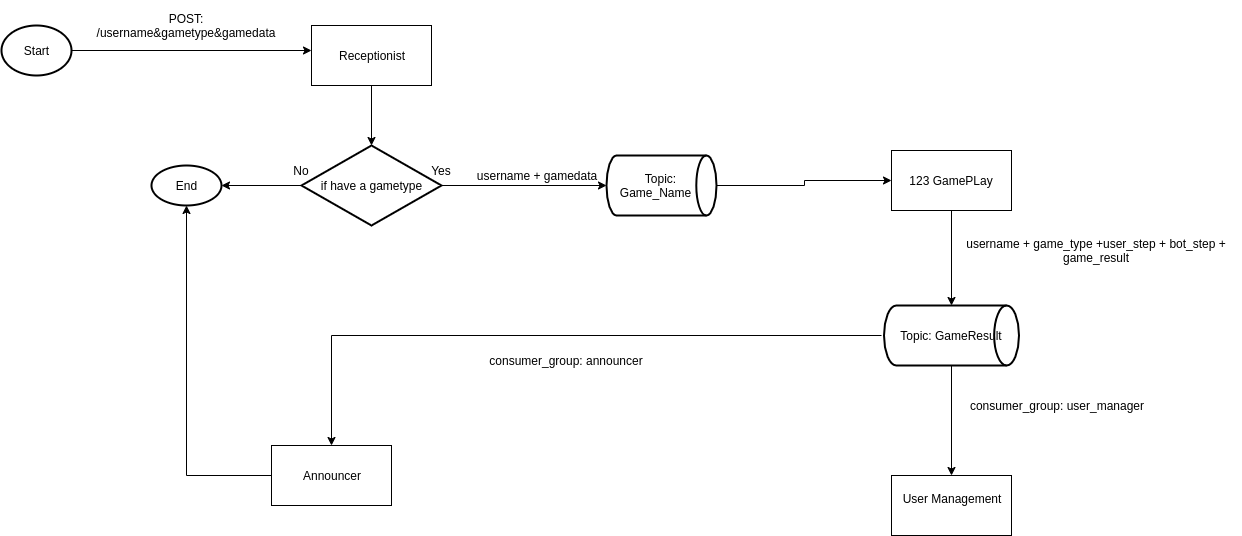 POST:
/username&gametype&gamedata
Start
Receptionist
No
Yes
if have a gametype
End
username + gamedata
Topic:
Game_Name
123 GamePLay
username + game_type +user_step + bot_step +
game_result
Topic: GameResult
consumer_group: announcer
consumer_group: user_manager
Announcer
User Management